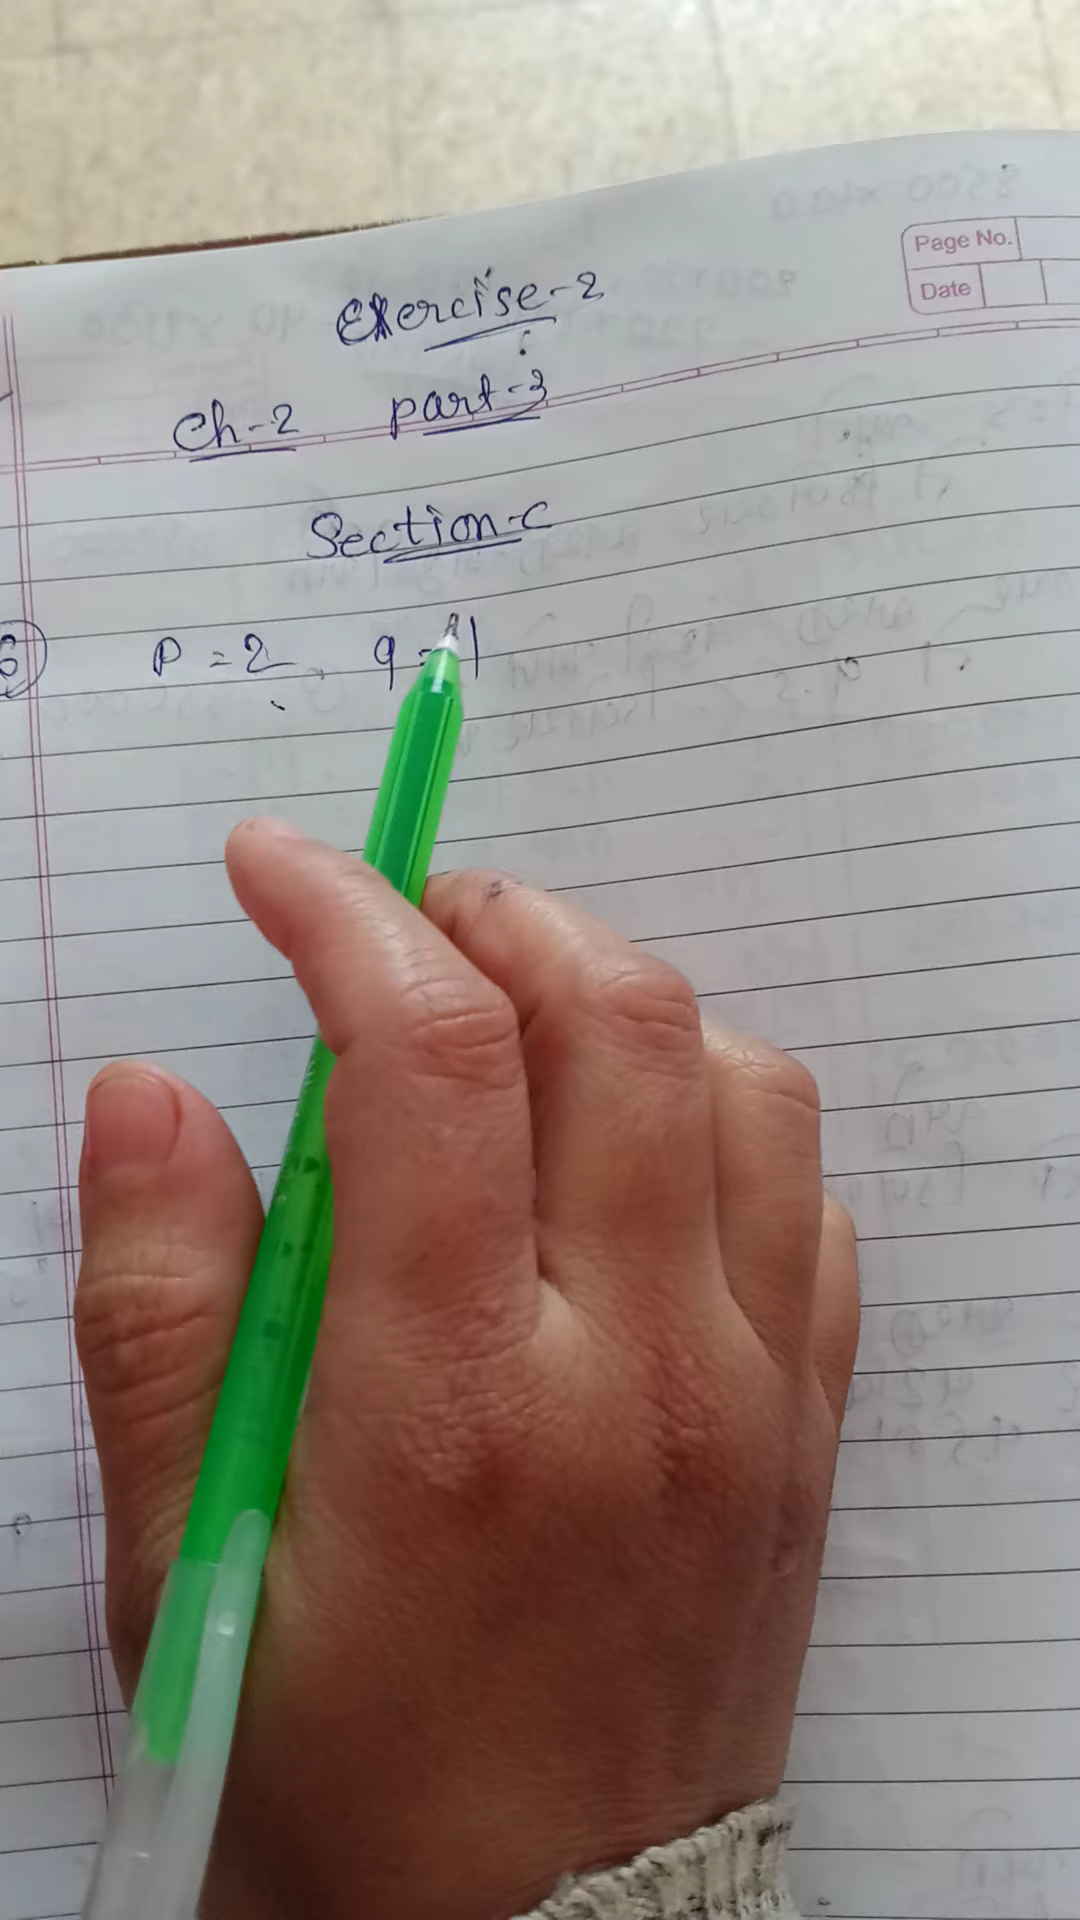 Page No.
Date
Exercise-2
Ch-2 part-3
Section-C
6 P = 2, q = 1